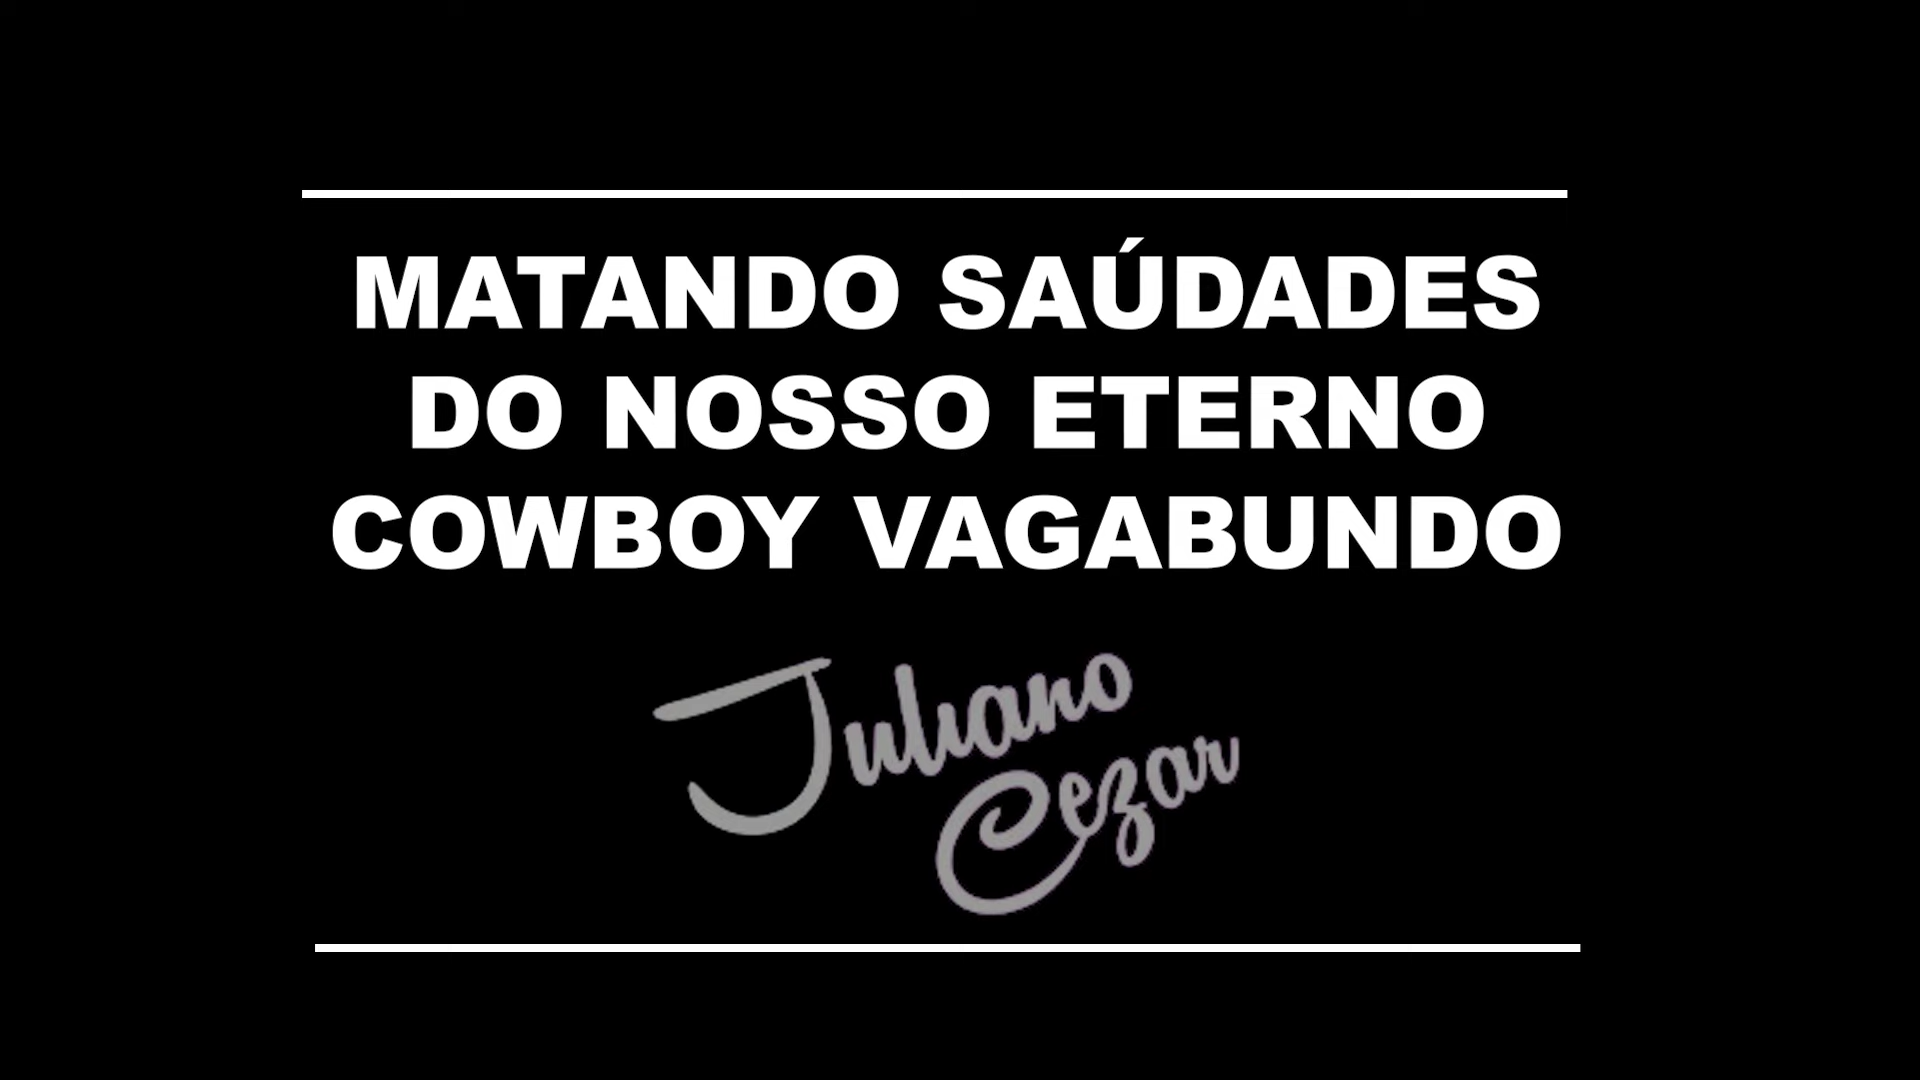 MATANDO SAÚDADES
DO NOSSO ETERNO
COWBOY VAGABUNDO
Juliano
Cezar